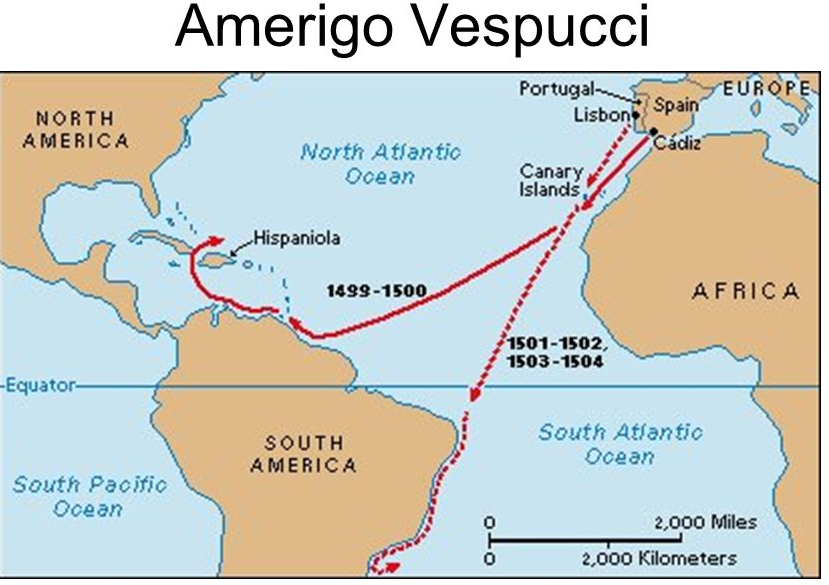 Amerigo Vespucci
Portugal
EUROPE
Spain
Lisbon
Cádiz
NORTH
AMERICA
North Atlantic
Ocean
Canary
Islands
Hispaniola
1499-1500
AFRICA
1501-1502,
1503-1504
Equator
SOUTH
AMERICA
South Atlantic
Ocean
South Pacific
Ocean
0
2,000 Miles
0
2,000 Kilometers